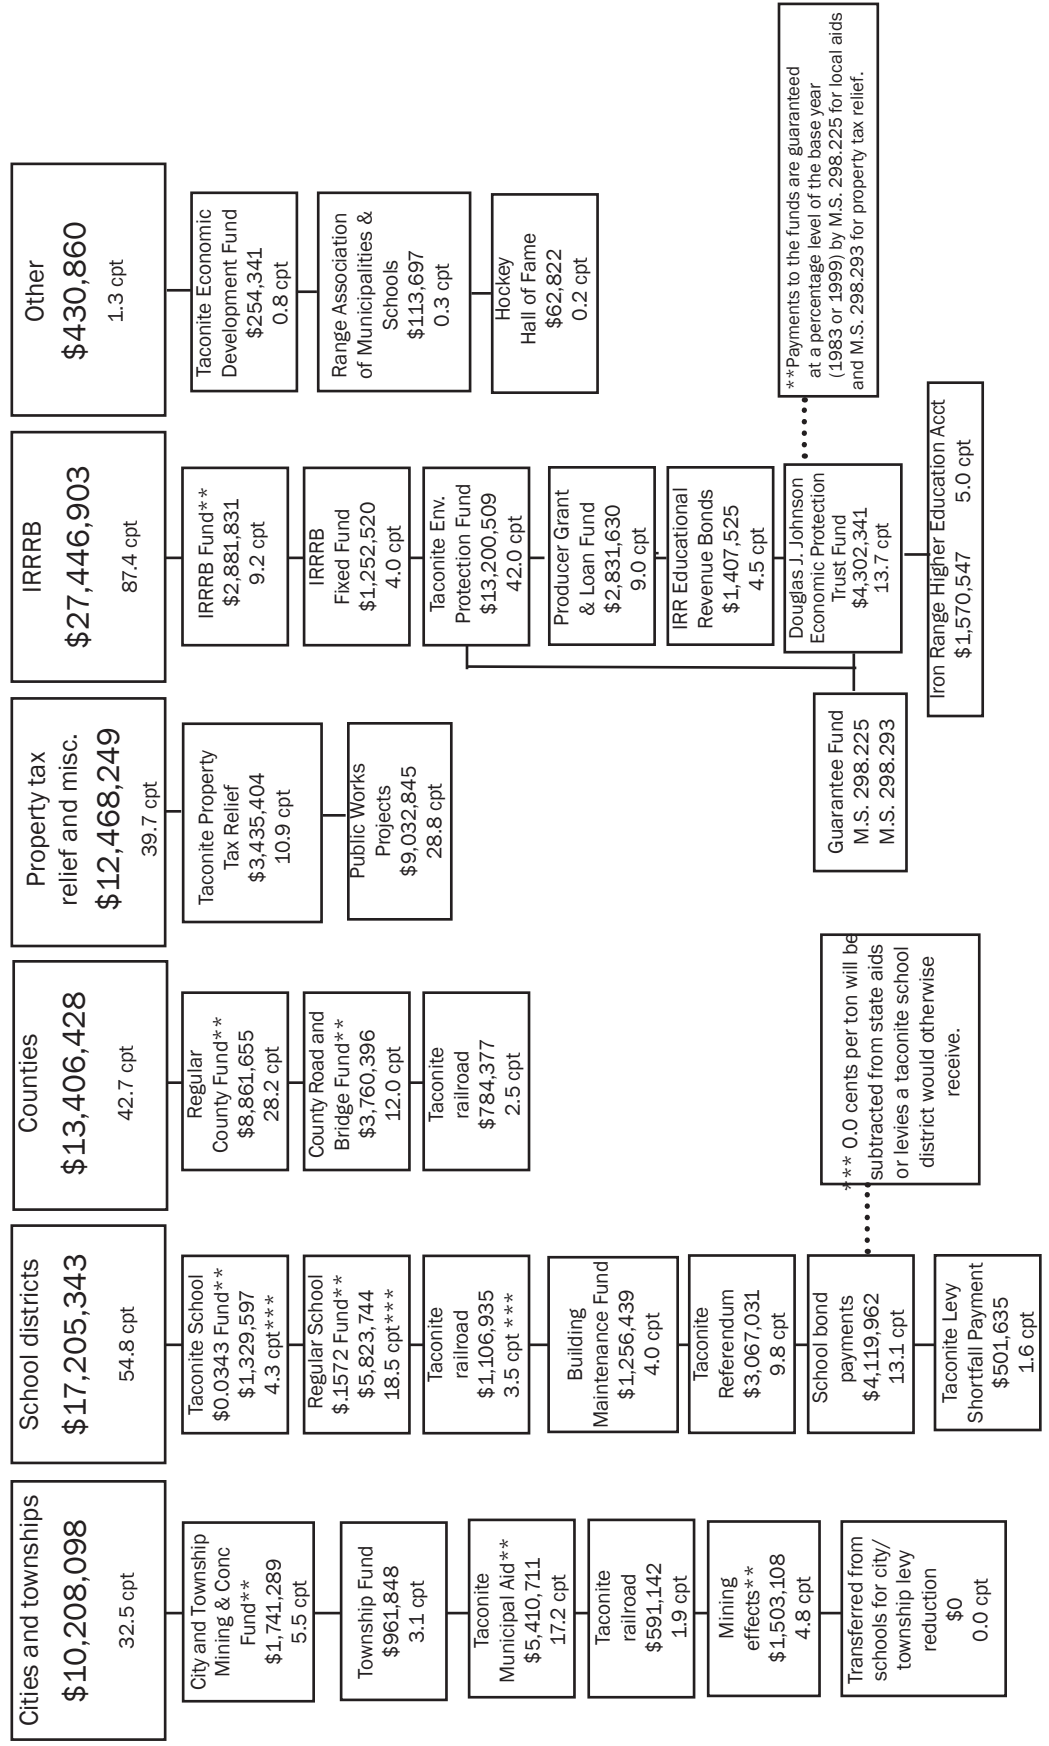 Cities and townships
$10,208,098
32.5 cpt
City and Township
Mining & Conc
Fund**
$1,741,289
5.5 cpt
Township Fund
$961,848
3.1 cpt
Taconite
Municipal Aid**
$5,410,711
17.2 cpt
Taconite
railroad
$591,142
1.9 cpt
Mining
effects**
$1,503,108
4.8 cpt
Transferred from
schools for city/
township levy
reduction
$0
0.0 cpt
School districts
$17,205,343
54.8 cpt
Taconite School
$0.0343 Fund**
$1,329,597
4.3 cpt***
Regular School
$.1572 Fund**
$5,823,744
18.5 cpt***
Taconite
railroad
$1,106,935
3.5 cpt ***
Building
Maintenance Fund
$1,256,439
4.0 cpt
Taconite
Referendum
$3,067,031
9.8 cpt
School bond
payments
$4,119,962
13.1 cpt
Taconite Levy
Shortfall Payment
$501,635
1.6 cpt
*** 0.0 cents per ton will be
subtracted from state aids
or levies a taconite school
district would otherwise
receive.
Counties
$13,406,428
42.7 cpt
Regular
County Fund**
$8,861,655
28.2 cpt
County Road and
Bridge Fund**
$3,760,396
12.0 cpt
Taconite
railroad
$784,377
2.5 cpt
Property tax
relief and misc.
$12,468,249
39.7 cpt
Taconite Property
Tax Relief
$3,435,404
10.9 cpt
Public Works
Projects
$9,032,845
28.8 cpt
Guarantee Fund
M.S. 298.225
M.S. 298.293
IRRRB
$27,446,903
87.4 cpt
IRRRB Fund**
$2,881,831
9.2 cpt
IRRRB
Fixed Fund
$1,252,520
4.0 cpt
Taconite Env.
Protection Fund
$13,200,509
42.0 cpt
Producer Grant
& Loan Fund
$2,831,630
9.0 cpt
IRR Educational
Revenue Bonds
$1,407,525
4.5 cpt
Douglas J. Johnson
Economic Protection
Trust Fund
$4,302,341
13.7 cpt
Iron Range Higher Education Acct
$1,570,547 5.0 cpt
Other
$430,860
1.3 cpt
Taconite Economic
Development Fund
$254,341
0.8 cpt
Range Association
of Municipalities &
Schools
$113,697
0.3 cpt
Hockey
Hall of Fame
$62,822
0.2 cpt
**Payments to the funds are guaranteed
at a percentage level of the base year
(1983 or 1999) by M.S. 298.225 for local aids
and M.S. 298.293 for property tax relief.